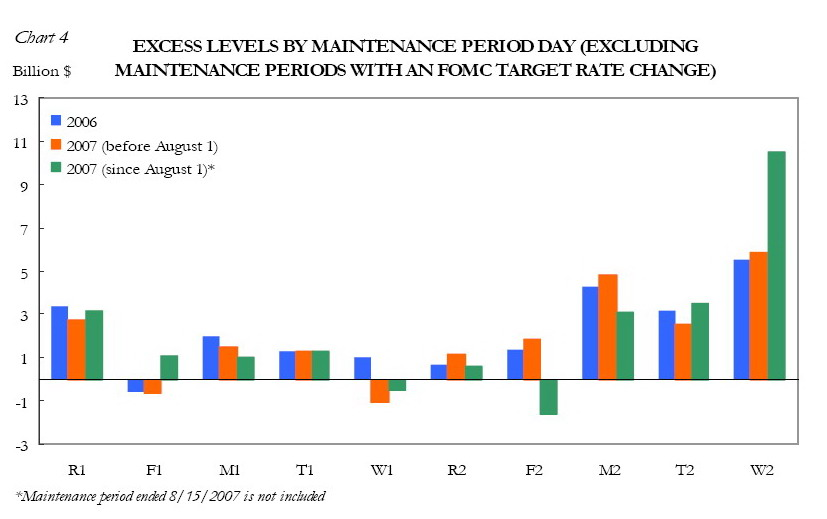 Chart 4
EXCESS LEVELS BY MAINTENANCE PERIOD DAY (EXCLUDING
Billion $
MAINTENANCE PERIODS WITH AN FOMC TARGET RATE CHANGE)
13
2006
11
2007 (before August 1)
2007 (since August 1)*
9
7
5
3
1
-1
-3
R1 F1 M1 T1 W1 R2 F2 M2 T2 W2
*Maintenance period ended 8/15/2007 is not included